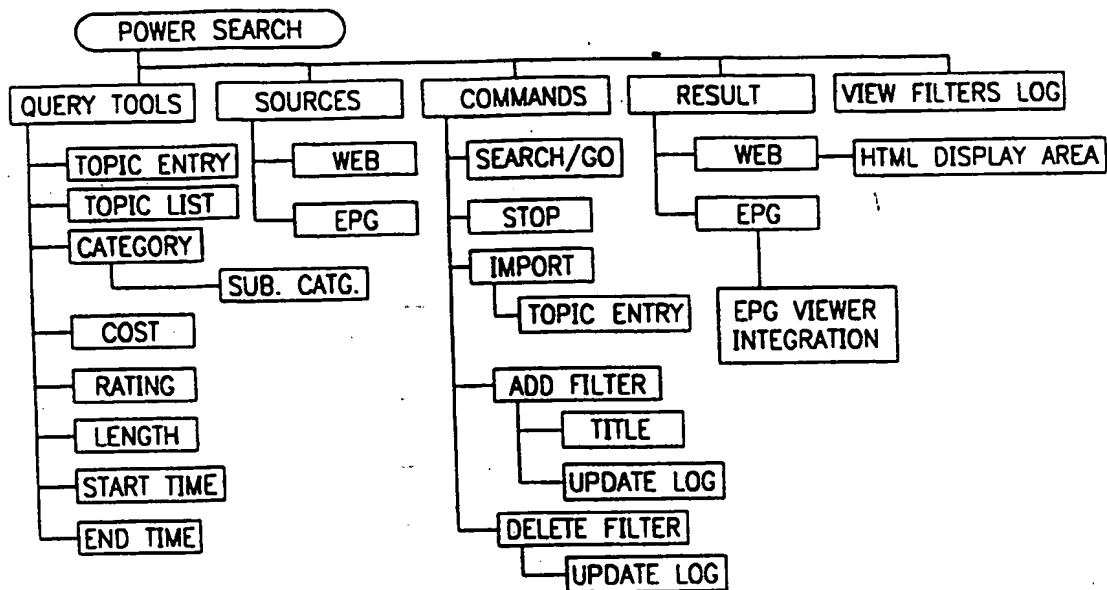 POWER SEARCH
QUERY TOOLS
SOURCES
COMMANDS
RESULT
VIEW FILTERS LOG
TOPIC ENTRY
TOPIC LIST
CATEGORY
SUB. CATG.
COST
RATING
LENGTH
START TIME
END TIME
WEB
EPG
SEARCH/GO
STOP
IMPORT
TOPIC ENTRY
ADD FILTER
TITLE
UPDATE LOG
DELETE FILTER
UPDATE LOG
WEB
HTML DISPLAY AREA
EPG
EPG VIEWER
INTEGRATION